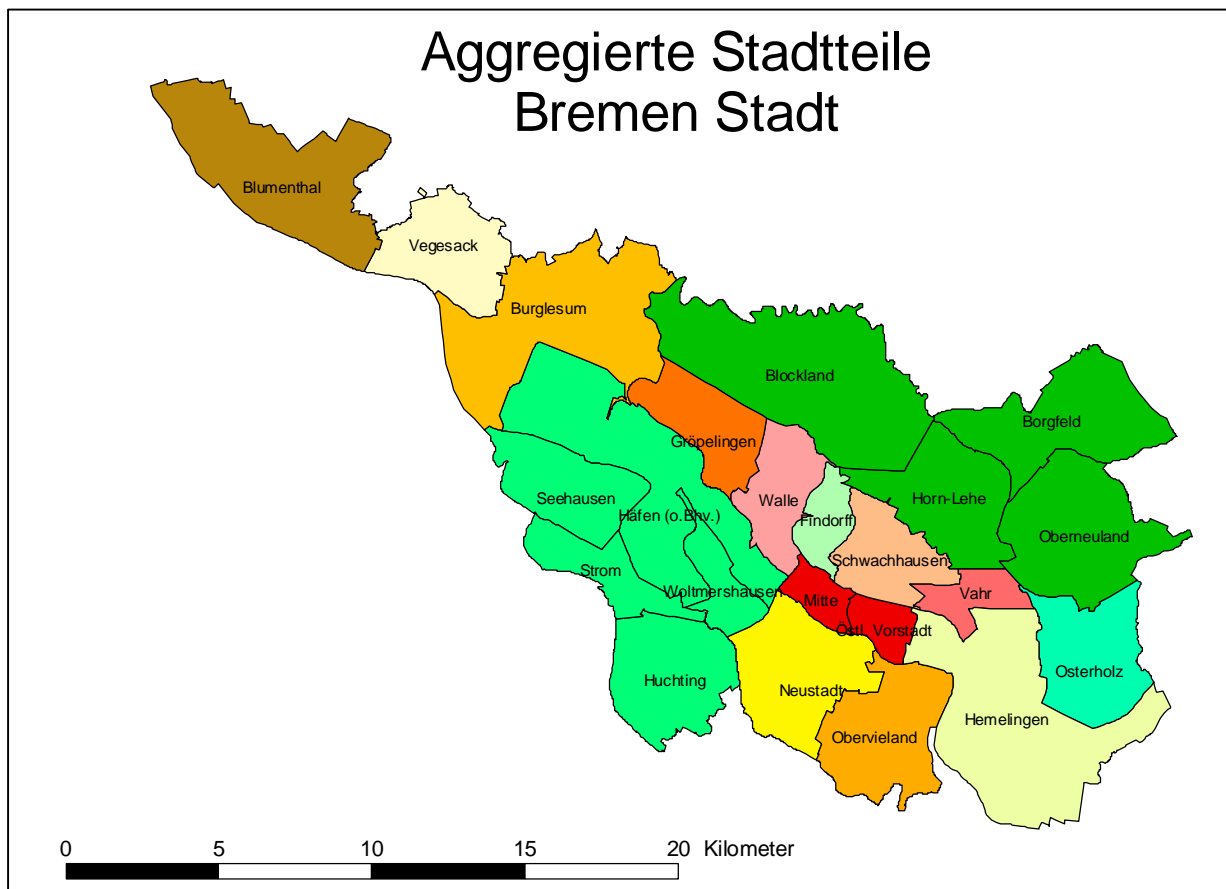 Aggregierte Stadtteile
Bremen Stadt
Blumenthal
Vegesack
Burglesum
Blockland
Borgfeld
Gröpelingen
Walle
Findorff
Horn-Lehe
Oberneuland
Seehausen
Häfen (o.Bhv.)
Schwachhausen
Strom
Woltmershausen
Mitte
Vahr
Östl. Vorstadt
Osterholz
Huchting
Neustadt
Hemelingen
Obervieland
0 5 10 15 20 Kilometer